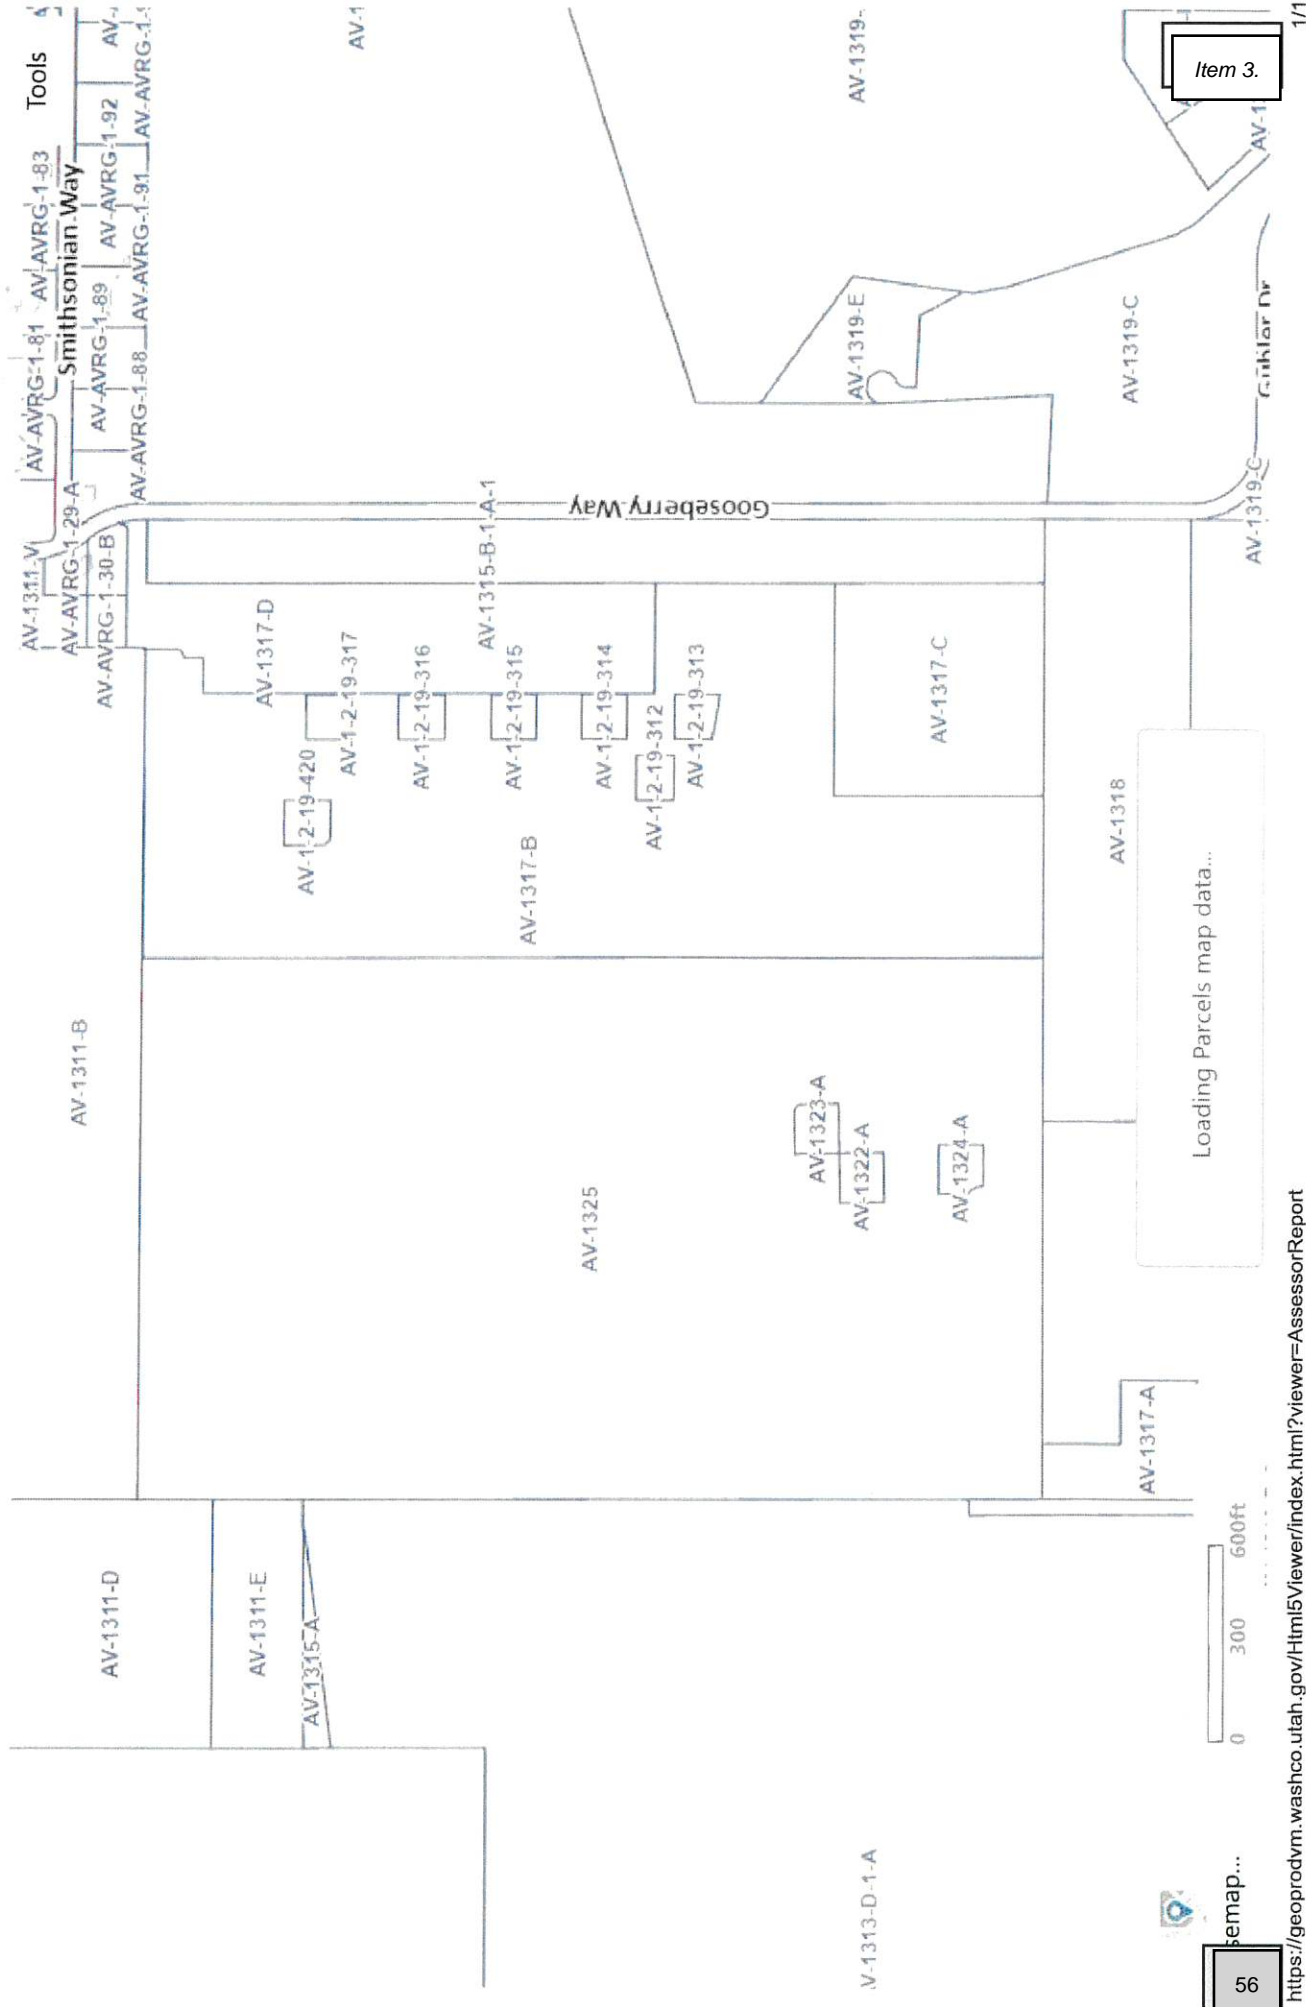 Tools
AV-AVRG-1-83
AV-AVRG-1-81
Smithsonian Way
AV-1311-V
AV-AVRG-1-29-A
AV-AVRG-1-30-B
AV-AVRG-1-92
AV-AVRG-1-89
AV-AVRG-1-91
AV-AVRG-1-88
AV-1311-B
AV-1311-D
AV-1311-E
AV-1315-A
AV-1317-D
AV-1-2-19-317
AV-1-2-19-420
AV-1-2-19-316
AV-1315-B-1-A-1
AV-1-2-19-315
AV-1-2-19-314
AV-1-2-19-312
AV-1-2-19-313
AV-1317-B
AV-1317-C
Gooseberry Way
AV-1325
AV-1323-A
AV-1322-A
AV-1324-A
AV-1319-E
AV-1319-C
AV-1319-C
AV-1318
AV-1317-A
Loading Parcels map data...
0 300 600ft
V-1313-D-1-A
semap...
Item 3.
56
https://geoprodvm.washco.utah.gov/Html5Viewer/index.html?viewer=AssessorReport
1/1